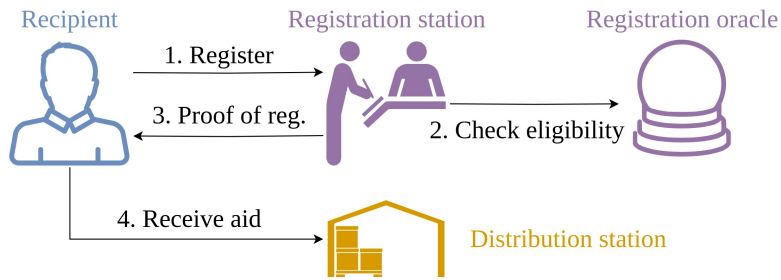 Recipient
Registration station
Registration oracle
1. Register
3. Proof of reg.
2. Check eligibility
4. Receive aid
Distribution station